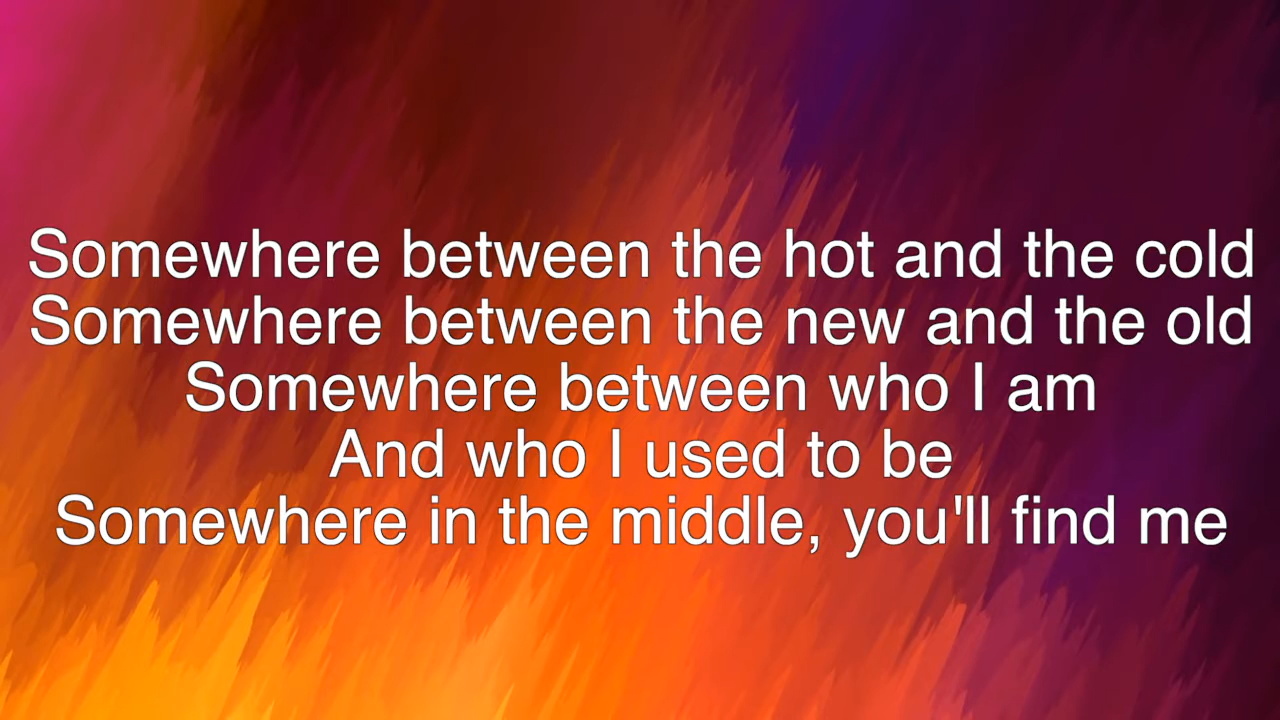 Somewhere between the hot and the cold
Somewhere between the new and the old
Somewhere between who I am
And who I used to be
Somewhere in the middle, you'll find me